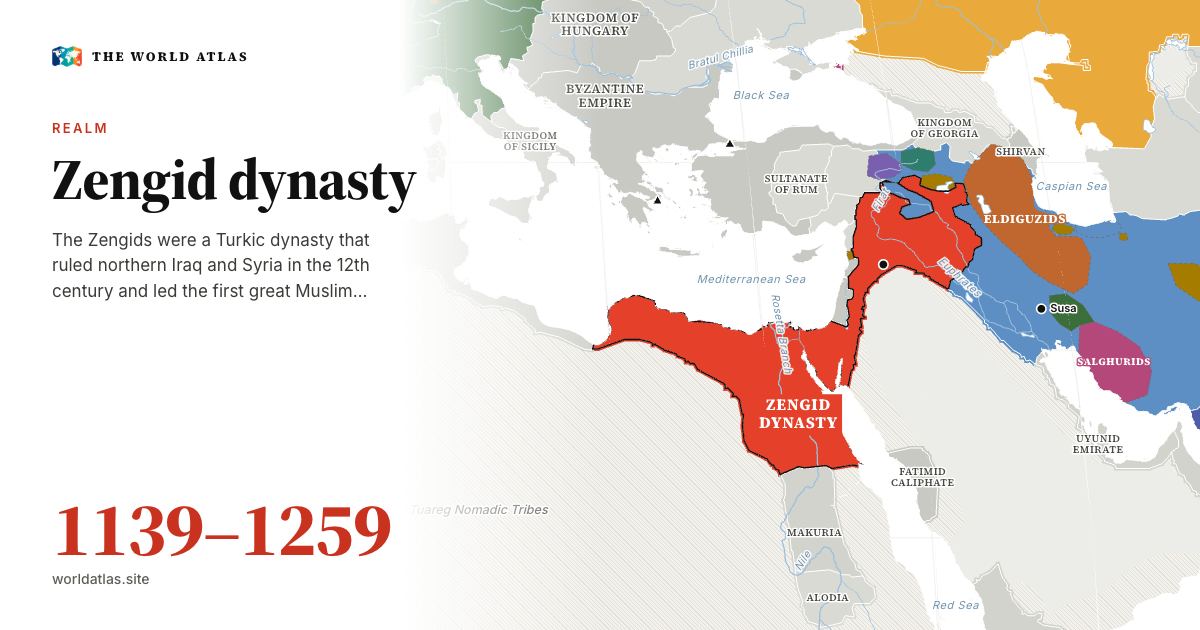 THE WORLD ATLAS
REALM
Zengid dynasty
The Zengids were a Turkic dynasty that
ruled northern Iraq and Syria in the 12th
century and led the first great Muslim...
1139–1259
worldatlas.site
KINGDOM OF
HUNGARY
Bratul Chillia
BYZANTINE
EMPIRE
Black Sea
KINGDOM
OF SICILY
KINGDOM
OF GEORGIA
SHIRVAN
SULTANATE
OF RUM
Caspian Sea
Firat
ELDIGUZIDS
Mediterranean Sea
Euphrates
Rosetta Branch
Susa
SALGHURIDS
ZENGID
DYNASTY
UYUNID
EMIRATE
FATIMID
CALIPHATE
Tuareg Nomadic Tribes
MAKURIA
Nile
ALODIA
Red Sea